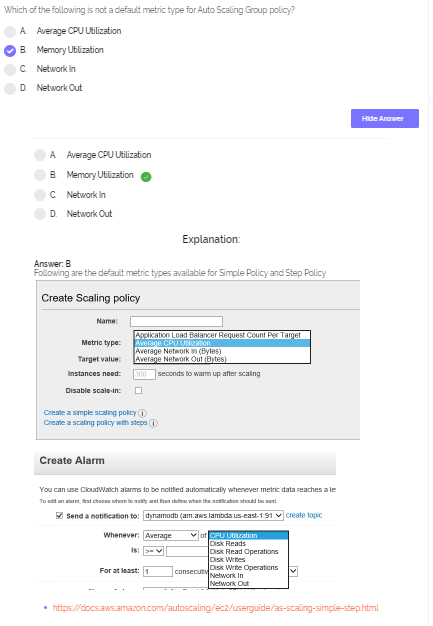 Which of the following is not a default metric type for Auto Scaling Group policy?
A. Average CPU Utilization
B. Memory Utilization
C. Network In
D. Network Out
Hide Answer
A. Average CPU Utilization
B. Memory Utilization
C. Network In
D. Network Out
Explanation:
Answer: B
Following are the default metric types available for Simple Policy and Step Policy
Create Scaling policy
Name:
Application Load Balancer Request Count Per Target
Metric type: Average CPU Utilization
Average Network In (Bytes)
Target value: Average Network Out (Bytes)
Instances need: 300 seconds to warm up after scaling
Disable scale-in:
Create a simple scaling policy i
Create a scaling policy with steps i
Create Alarm
You can use CloudWatch alarms to be notified automatically whenever metric data reaches a le
To edit an alarm, first choose whom to notify and then define when the notification should be sent.
Send a notification to: dynamodb (arn:aws:lambda:us-east-1:91 create topic
Whenever: Average of CPU Utilization
Disk Reads
Is: >= Disk Read Operations
Disk Writes
For at least: 1 consecutiv Disk Write Operations
Network In
Network Out
https://docs.aws.amazon.com/autoscaling/ec2/userguide/as-scaling-simple-step.html